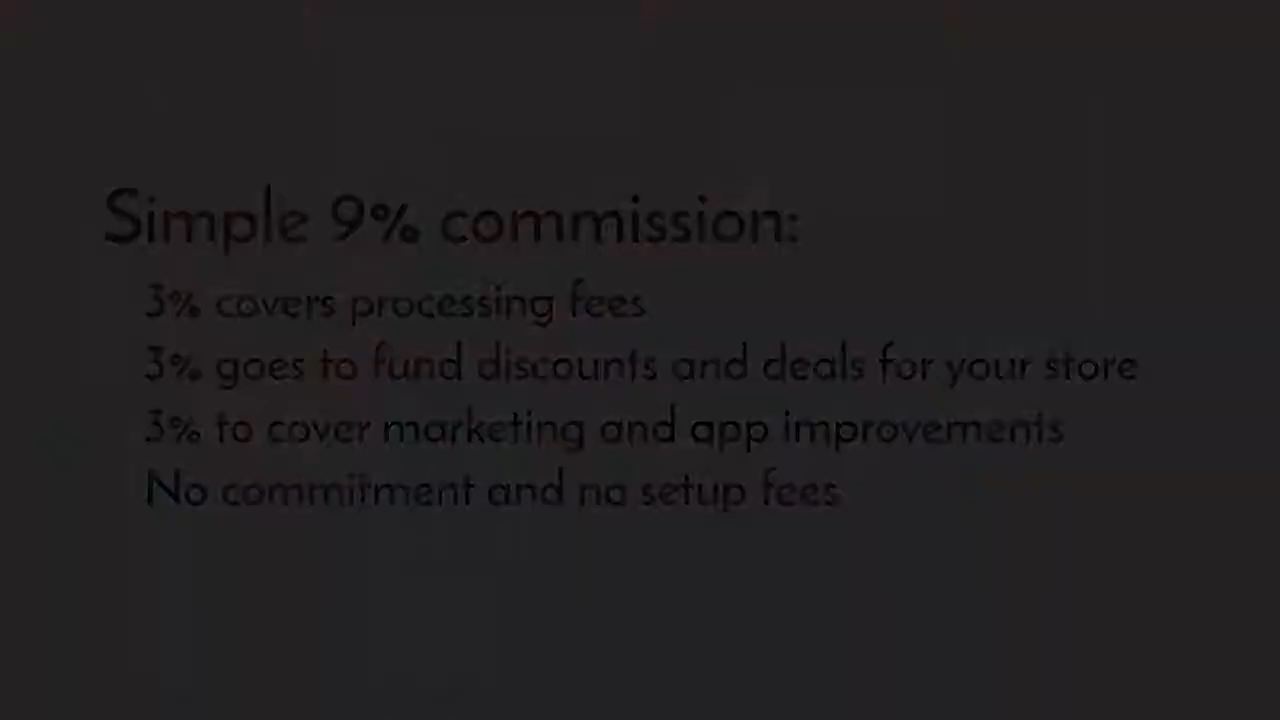 Simple 9% commission:
3% covers processing fees
3% goes to fund discounts and deals for your store
3% to cover marketing and app improvements
No commitment and no setup fees